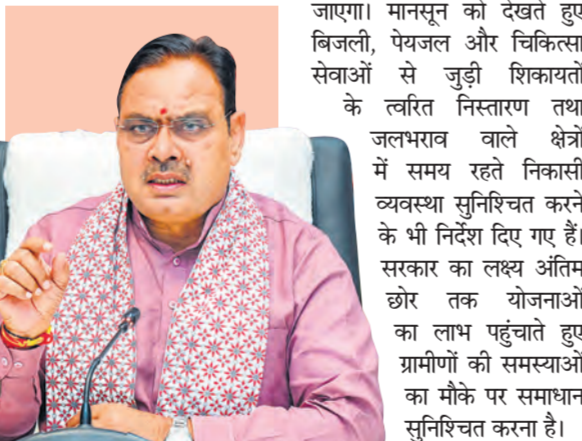 जाएगा। मानसून को देखते हुए
बिजली, पेयजल और चिकित्सा
सेवाओं से जुड़ी शिकायतों
के त्वरित निस्तारण तथा
जलभराव वाले क्षेत्रों
में समय रहते निकासी
व्यवस्था सुनिश्चित करने
के भी निर्देश दिए गए हैं।
सरकार का लक्ष्य अंतिम
छोर तक योजनाओं
का लाभ पहुंचाते हुए
ग्रामीणों की समस्याओं
का मौके पर समाधान
सुनिश्चित करना है।